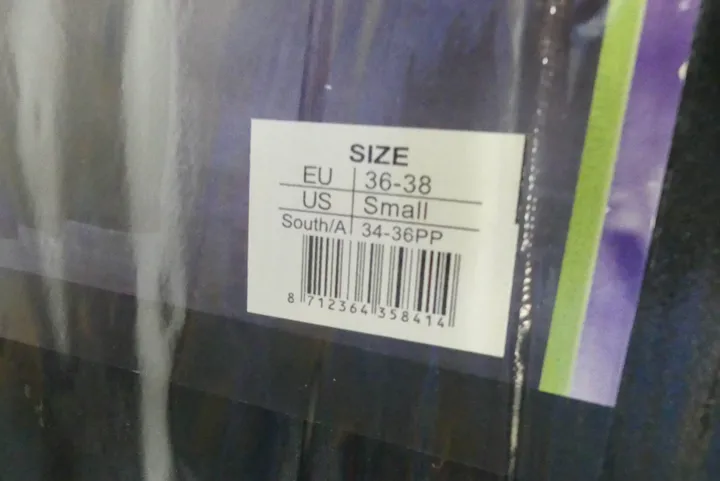 SIZE
EU 36-38
US Small
South/A 34-36PP
8 712364 358414